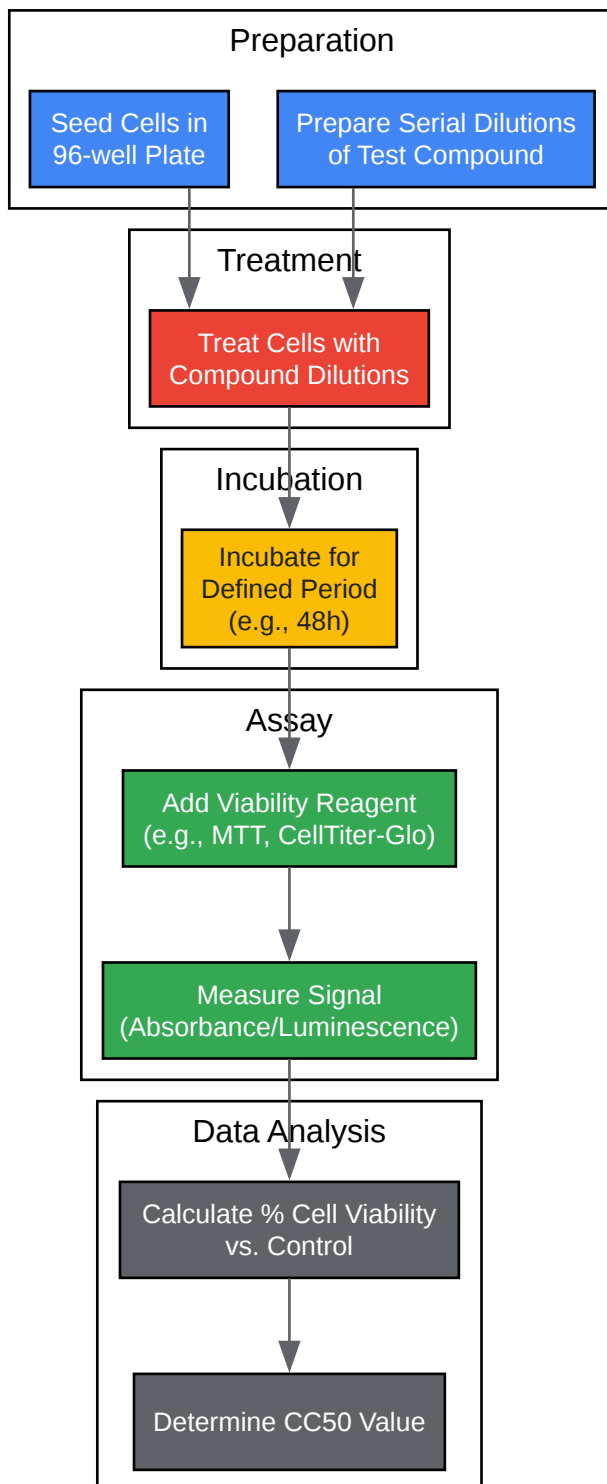 Preparation
Seed Cells in
96-well Plate
Prepare Serial Dilutions
of Test Compound
Treatment
Treat Cells with
Compound Dilutions
Incubation
Incubate for
Defined Period
(e.g., 48h)
Assay
Add Viability Reagent
(e.g., MTT, CellTiter-Glo)
Measure Signal
(Absorbance/Luminescence)
Data Analysis
Calculate % Cell Viability
vs. Control
Determine CC50 Value